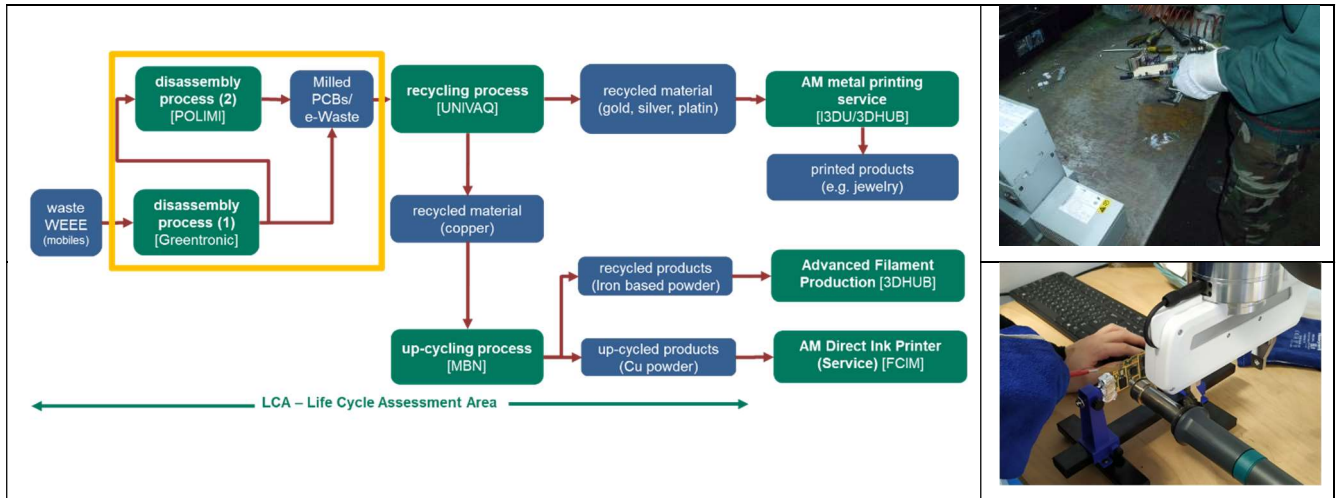 disassembly
process (2)
[POLIMI]
Milled
PCBs/
e-Waste
recycling process
[UNIVAQ]
recycled material
(gold, silver, platin)
AM metal printing
service
[I3DU/3DHUB]
printed products
(e.g. jewelry)
waste
WEEE
(mobiles)
disassembly
process (1)
[Greentronic]
recycled material
(copper)
recycled products
(Iron based powder)
Advanced Filament
Production [3DHUB]
up-cycling process
[MBN]
up-cycled products
(Cu powder)
AM Direct Ink Printer
(Service) [FCIM]
LCA – Life Cycle Assessment Area